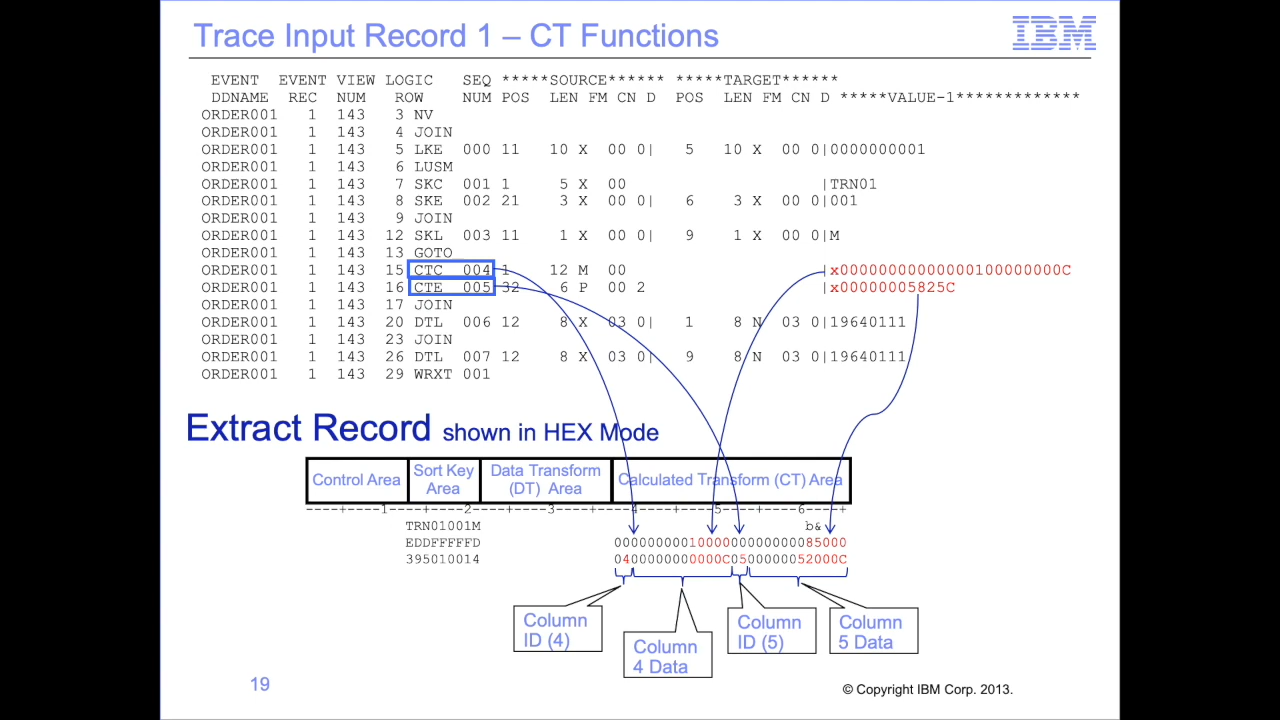 Trace Input Record 1 – CT Functions
IBM
EVENT EVENT VIEW LOGIC SEQ *****SOURCE****** *****TARGET******
DDNAME REC NUM ROW NUM POS LEN FM CN D POS LEN FM CN D *****VALUE-1*************
ORDER001 1 143 3 NV
ORDER001 1 143 4 JOIN
ORDER001 1 143 5 LKE 000 11 10 X 00 0| 5 10 X 00 0|0000000001
ORDER001 1 143 6 LUSM
ORDER001 1 143 7 SKC 001 1 5 X 00 |TRN01
ORDER001 1 143 8 SKE 002 21 3 X 00 0| 6 3 X 00 0|001
ORDER001 1 143 9 JOIN
ORDER001 1 143 12 SKL 003 11 1 X 00 0| 9 1 X 00 0|M
ORDER001 1 143 13 GOTO
ORDER001 1 143 15 CTC 004 1 12 M 00 |x00000000000000100000000C
ORDER001 1 143 16 CTE 005 32 6 P 00 2 |x00000005825C
ORDER001 1 143 17 JOIN
ORDER001 1 143 20 DTL 006 12 8 X 03 0| 1 8 N 03 0|19640111
ORDER001 1 143 23 JOIN
ORDER001 1 143 26 DTL 007 12 8 X 03 0| 9 8 N 03 0|19640111
ORDER001 1 143 29 WRXT 001
Extract Record shown in HEX Mode
Control Area
Sort Key Area
Data Transform (DT) Area
Calculated Transform (CT) Area
----+----1----+----2----+----3----+----4----+----5----+----6----+
TRN01001M b&
EDDFFFFFD 0000000001000000000000085000
395010014 0400000000000C0500000052000C
Column
ID (4)
Column
4 Data
Column
ID (5)
Column
5 Data
19
© Copyright IBM Corp. 2013.